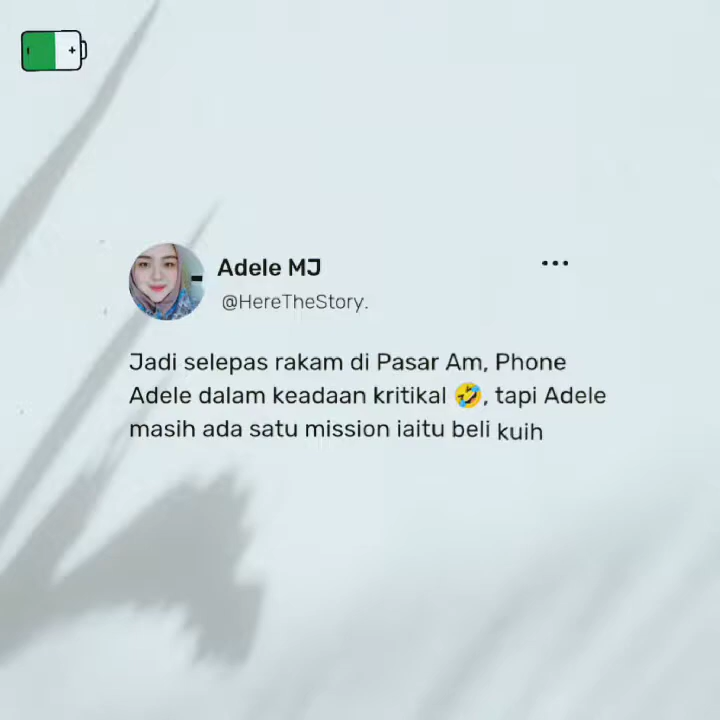 Adele MJ
@HereTheStory.
Jadi selepas rakam di Pasar Am, Phone
Adele dalam keadaan kritikal 🤣, tapi Adele
masih ada satu mission iaitu beli kuih